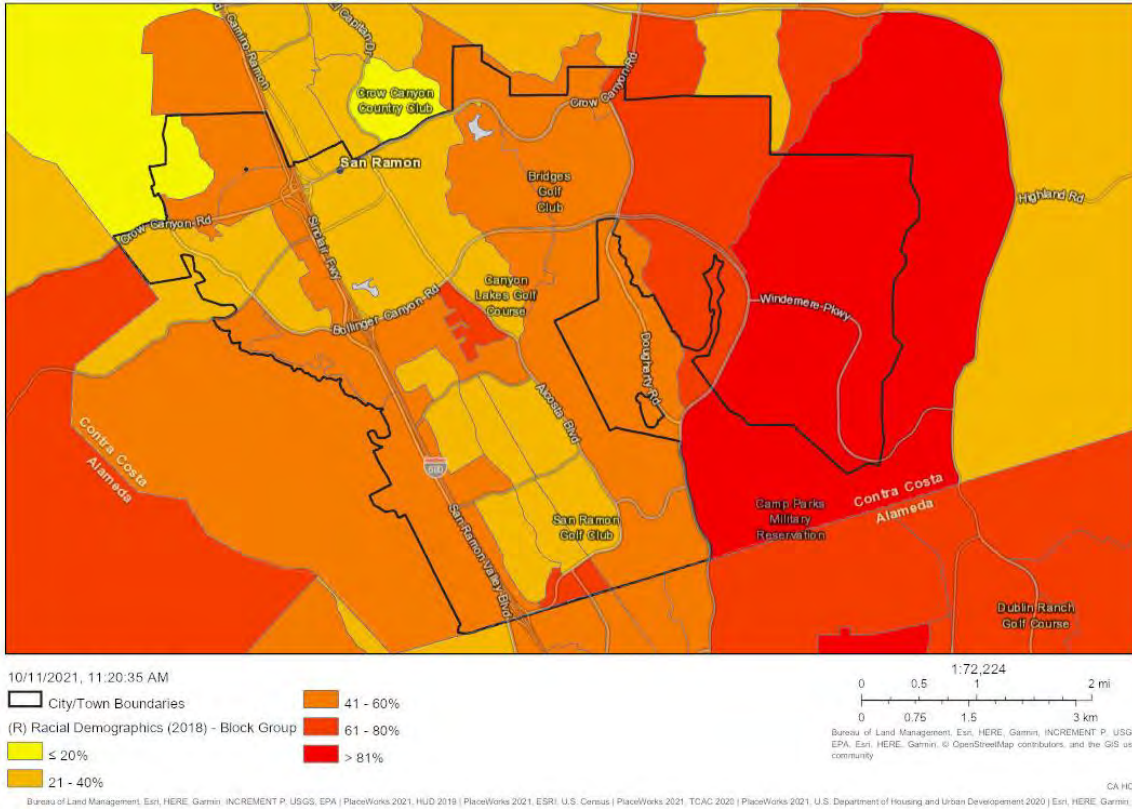 El Capitan Dr
Camino-Ramon
Crow Canyon
Country Club
Crow Canyon Rd
San Ramon
Bridges
Golf
Club
Highland Rd
Crow Canyon-Rd
Sinclair-Fwy
Canyon
Lakes Golf
Course
Bollinger-Canyon-Rd
Windemere-Pkwy
Dougherty Rd
Alcosta-Blvd
Contra Costa
Alameda
680
San-Ramon-Valley-Blvd
San Ramon
Golf Club
Camp Parks
Military
Reservation
Contra Costa
Alameda
Dublin Ranch
Golf Course
10/11/2021, 11:20:35 AM
City/Town Boundaries
(R) Racial Demographics (2018) - Block Group
≤ 20%
21 - 40%
41 - 60%
61 - 80%
> 81%
1:72,224
0 0.5 1 2 mi
0 0.75 1.5 3 km
Bureau of Land Management, Esri, HERE, Garmin, INCREMENT P, USG
EPA, Esri, HERE, Garmin, © OpenStreetMap contributors, and the GIS us
community
CA HC
Bureau of Land Management, Esri, HERE, Garmin, INCREMENT P, USGS, EPA | PlaceWorks 2021, HUD 2019 | PlaceWorks 2021, ESRI, U.S. Census | PlaceWorks 2021, TCAC 2020 | PlaceWorks 2021, U.S. Department of Housing and Urban Developement 2020 | Esri, HERE, Garmin,